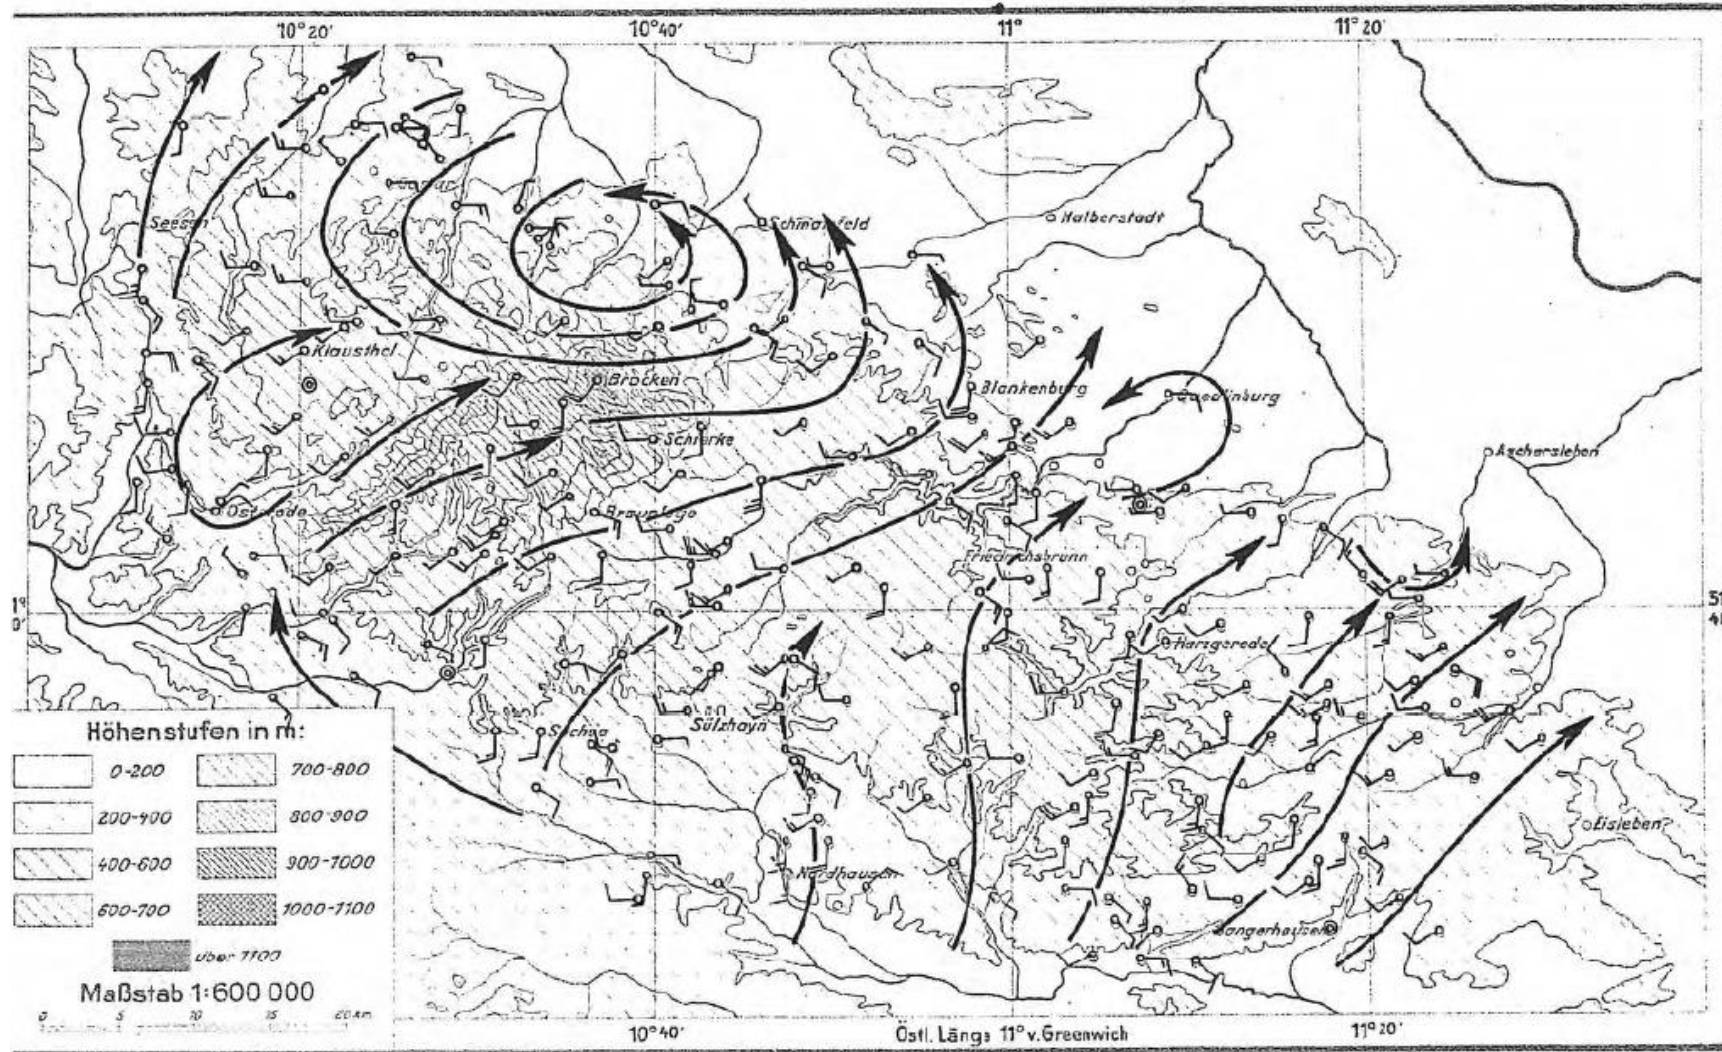 10°20'
10°40'
11°
11°20'
Seesen
Schmatzfeld
Halberstadt
Klausthal
Brocken
Blankenburg
Quedlinburg
Schierke
Aschersleben
Osterode
Braunlage
Friedrichsbrunn
Harzgerode
Sülzhayn
Sachsa
Nordhausen
Sangerhausen
Eisleben
Höhenstufen in m:
0-200
700-800
200-400
800-900
400-600
900-1000
600-700
1000-1100
über 1100
Maßstab 1:600 000
0 5 10 15 20 km
10°40'
Östl. Länge 11° v. Greenwich
11°20'